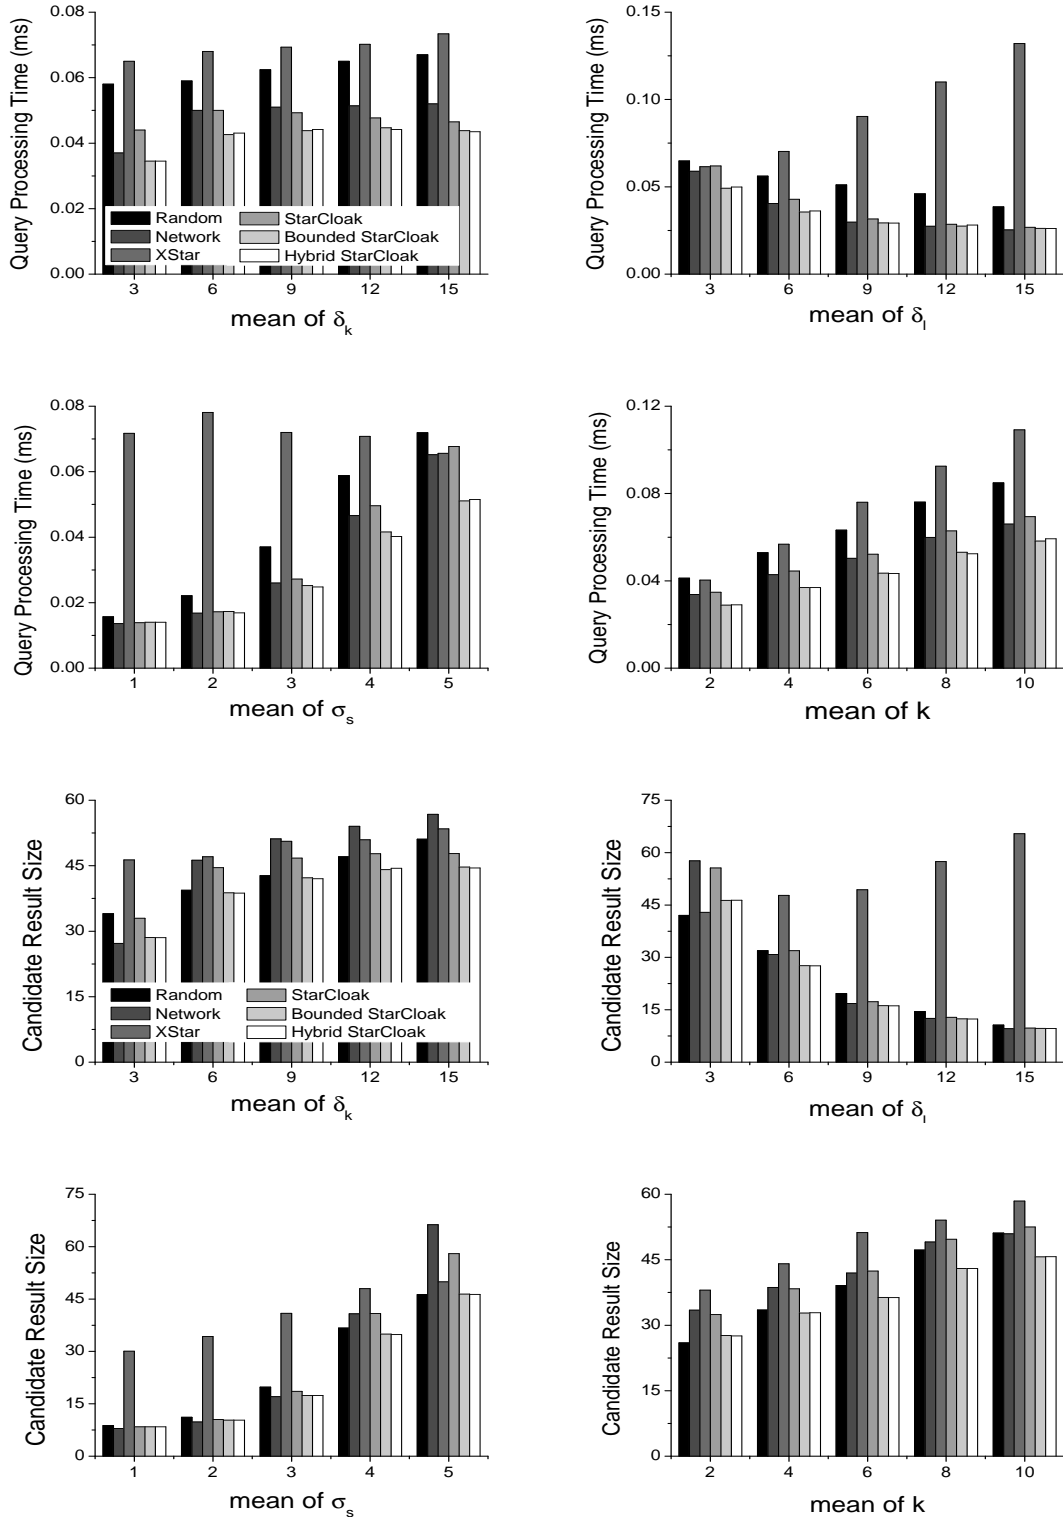 Query Processing Time (ms)
0.08
0.06
0.04
0.02
0.00
Random
Network
XStar
StarCloak
Bounded StarCloak
Hybrid StarCloak
3 6 9 12 15
mean of δk
Query Processing Time (ms)
0.15
0.10
0.05
0.00
3 6 9 12 15
mean of δl
Query Processing Time (ms)
0.08
0.06
0.04
0.02
0.00
1 2 3 4 5
mean of σs
Query Processing Time (ms)
0.12
0.08
0.04
0.00
2 4 6 8 10
mean of k
Candidate Result Size
60
45
30
15
0
Random
Network
XStar
StarCloak
Bounded StarCloak
Hybrid StarCloak
3 6 9 12 15
mean of δk
Candidate Result Size
75
60
45
30
15
0
3 6 9 12 15
mean of δl
Candidate Result Size
75
60
45
30
15
0
1 2 3 4 5
mean of σs
Candidate Result Size
60
45
30
15
0
2 4 6 8 10
mean of k